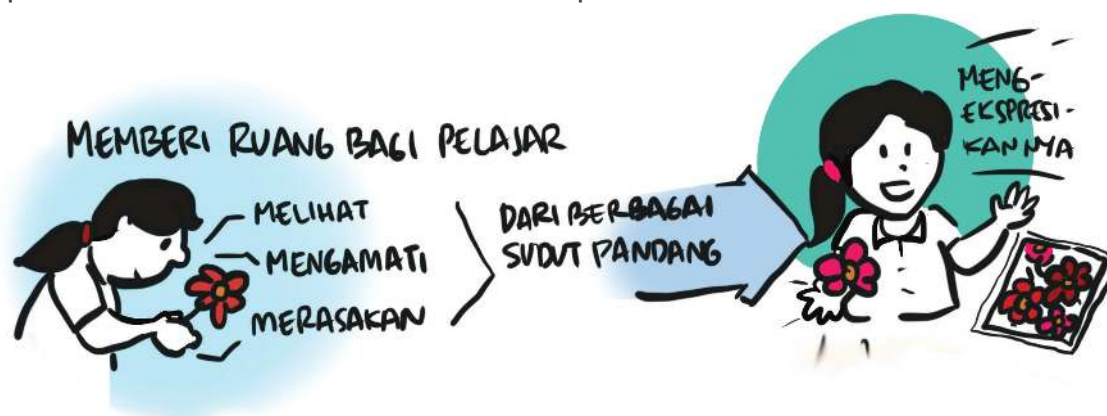 MEMBERI RUANG BAGI PELAJAR
MELIHAT
MENGAMATI
MERASAKAN
DARI BERBAGAI
SUDUT PANDANG
MENG-
EKSPRESI-
KANNYA